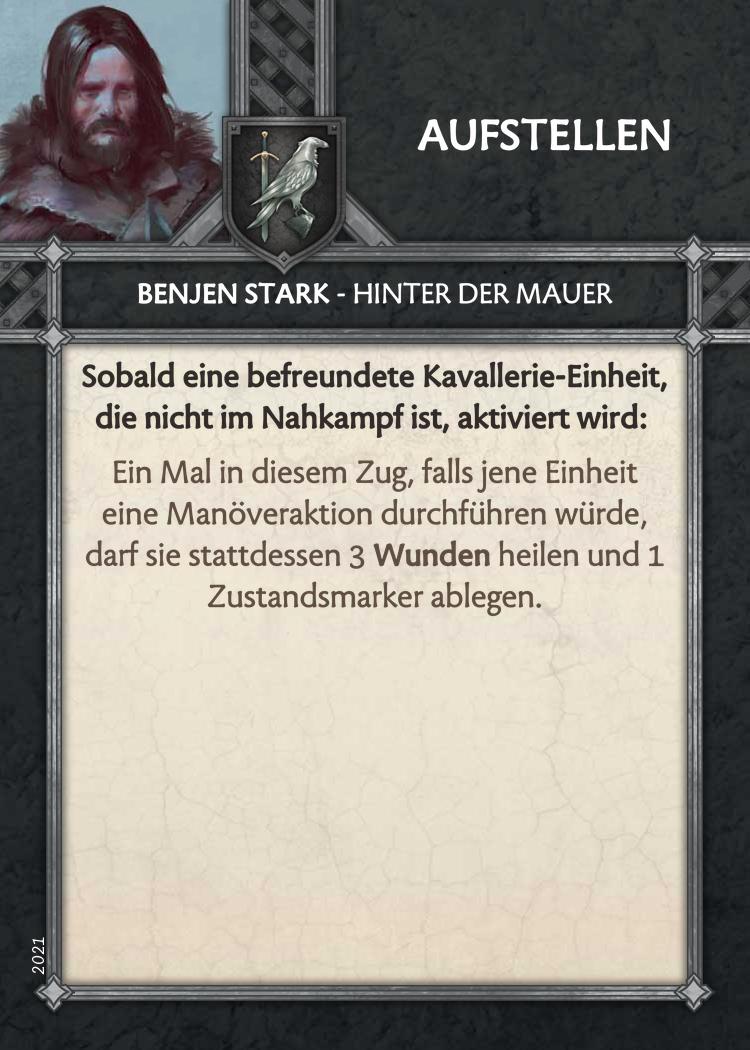 AUFSTELLEN
BENJEN STARK - HINTER DER MAUER
Sobald eine befreundete Kavallerie-Einheit,
die nicht im Nahkampf ist, aktiviert wird:
Ein Mal in diesem Zug, falls jene Einheit
eine Manöveraktion durchführen würde,
darf sie stattdessen 3 Wunden heilen und 1
Zustandsmarker ablegen.
2021